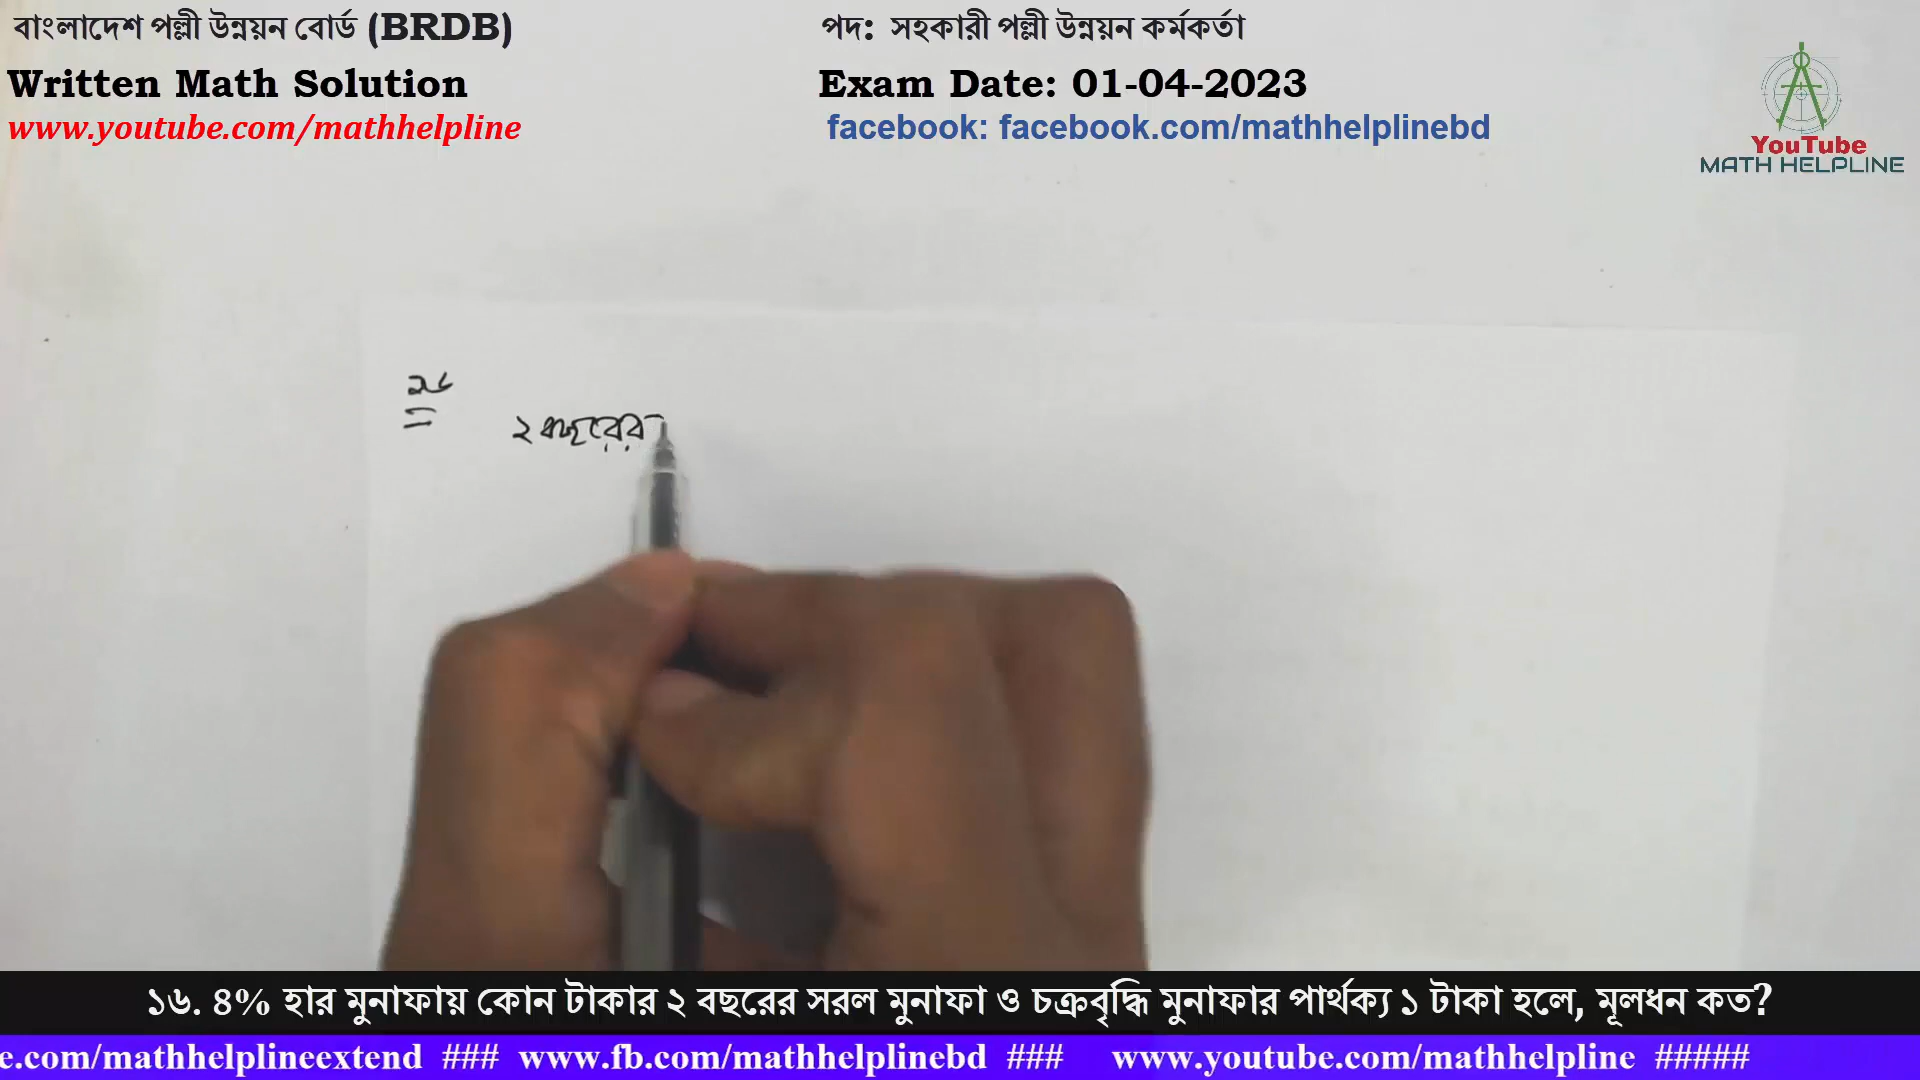 বাংলাদেশ পল্লী উন্নয়ন বোর্ড (BRDB)
পদ: সহকারী পল্লী উন্নয়ন কর্মকর্তা
Written Math Solution
Exam Date: 01-04-2023
www.youtube.com/mathhelpline
facebook: facebook.com/mathhelplinebd
YouTube
MATH HELPLINE
১৬
২ বছরের
১৬. ৪% হার মুনাফায় কোন টাকার ২ বছরের সরল মুনাফা ও চক্রবৃদ্ধি মুনাফার পার্থক্য ১ টাকা হলে, মূলধন কত?
e.com/mathhelplineextend ### www.fb.com/mathhelplinebd ### www.youtube.com/mathhelpline #####